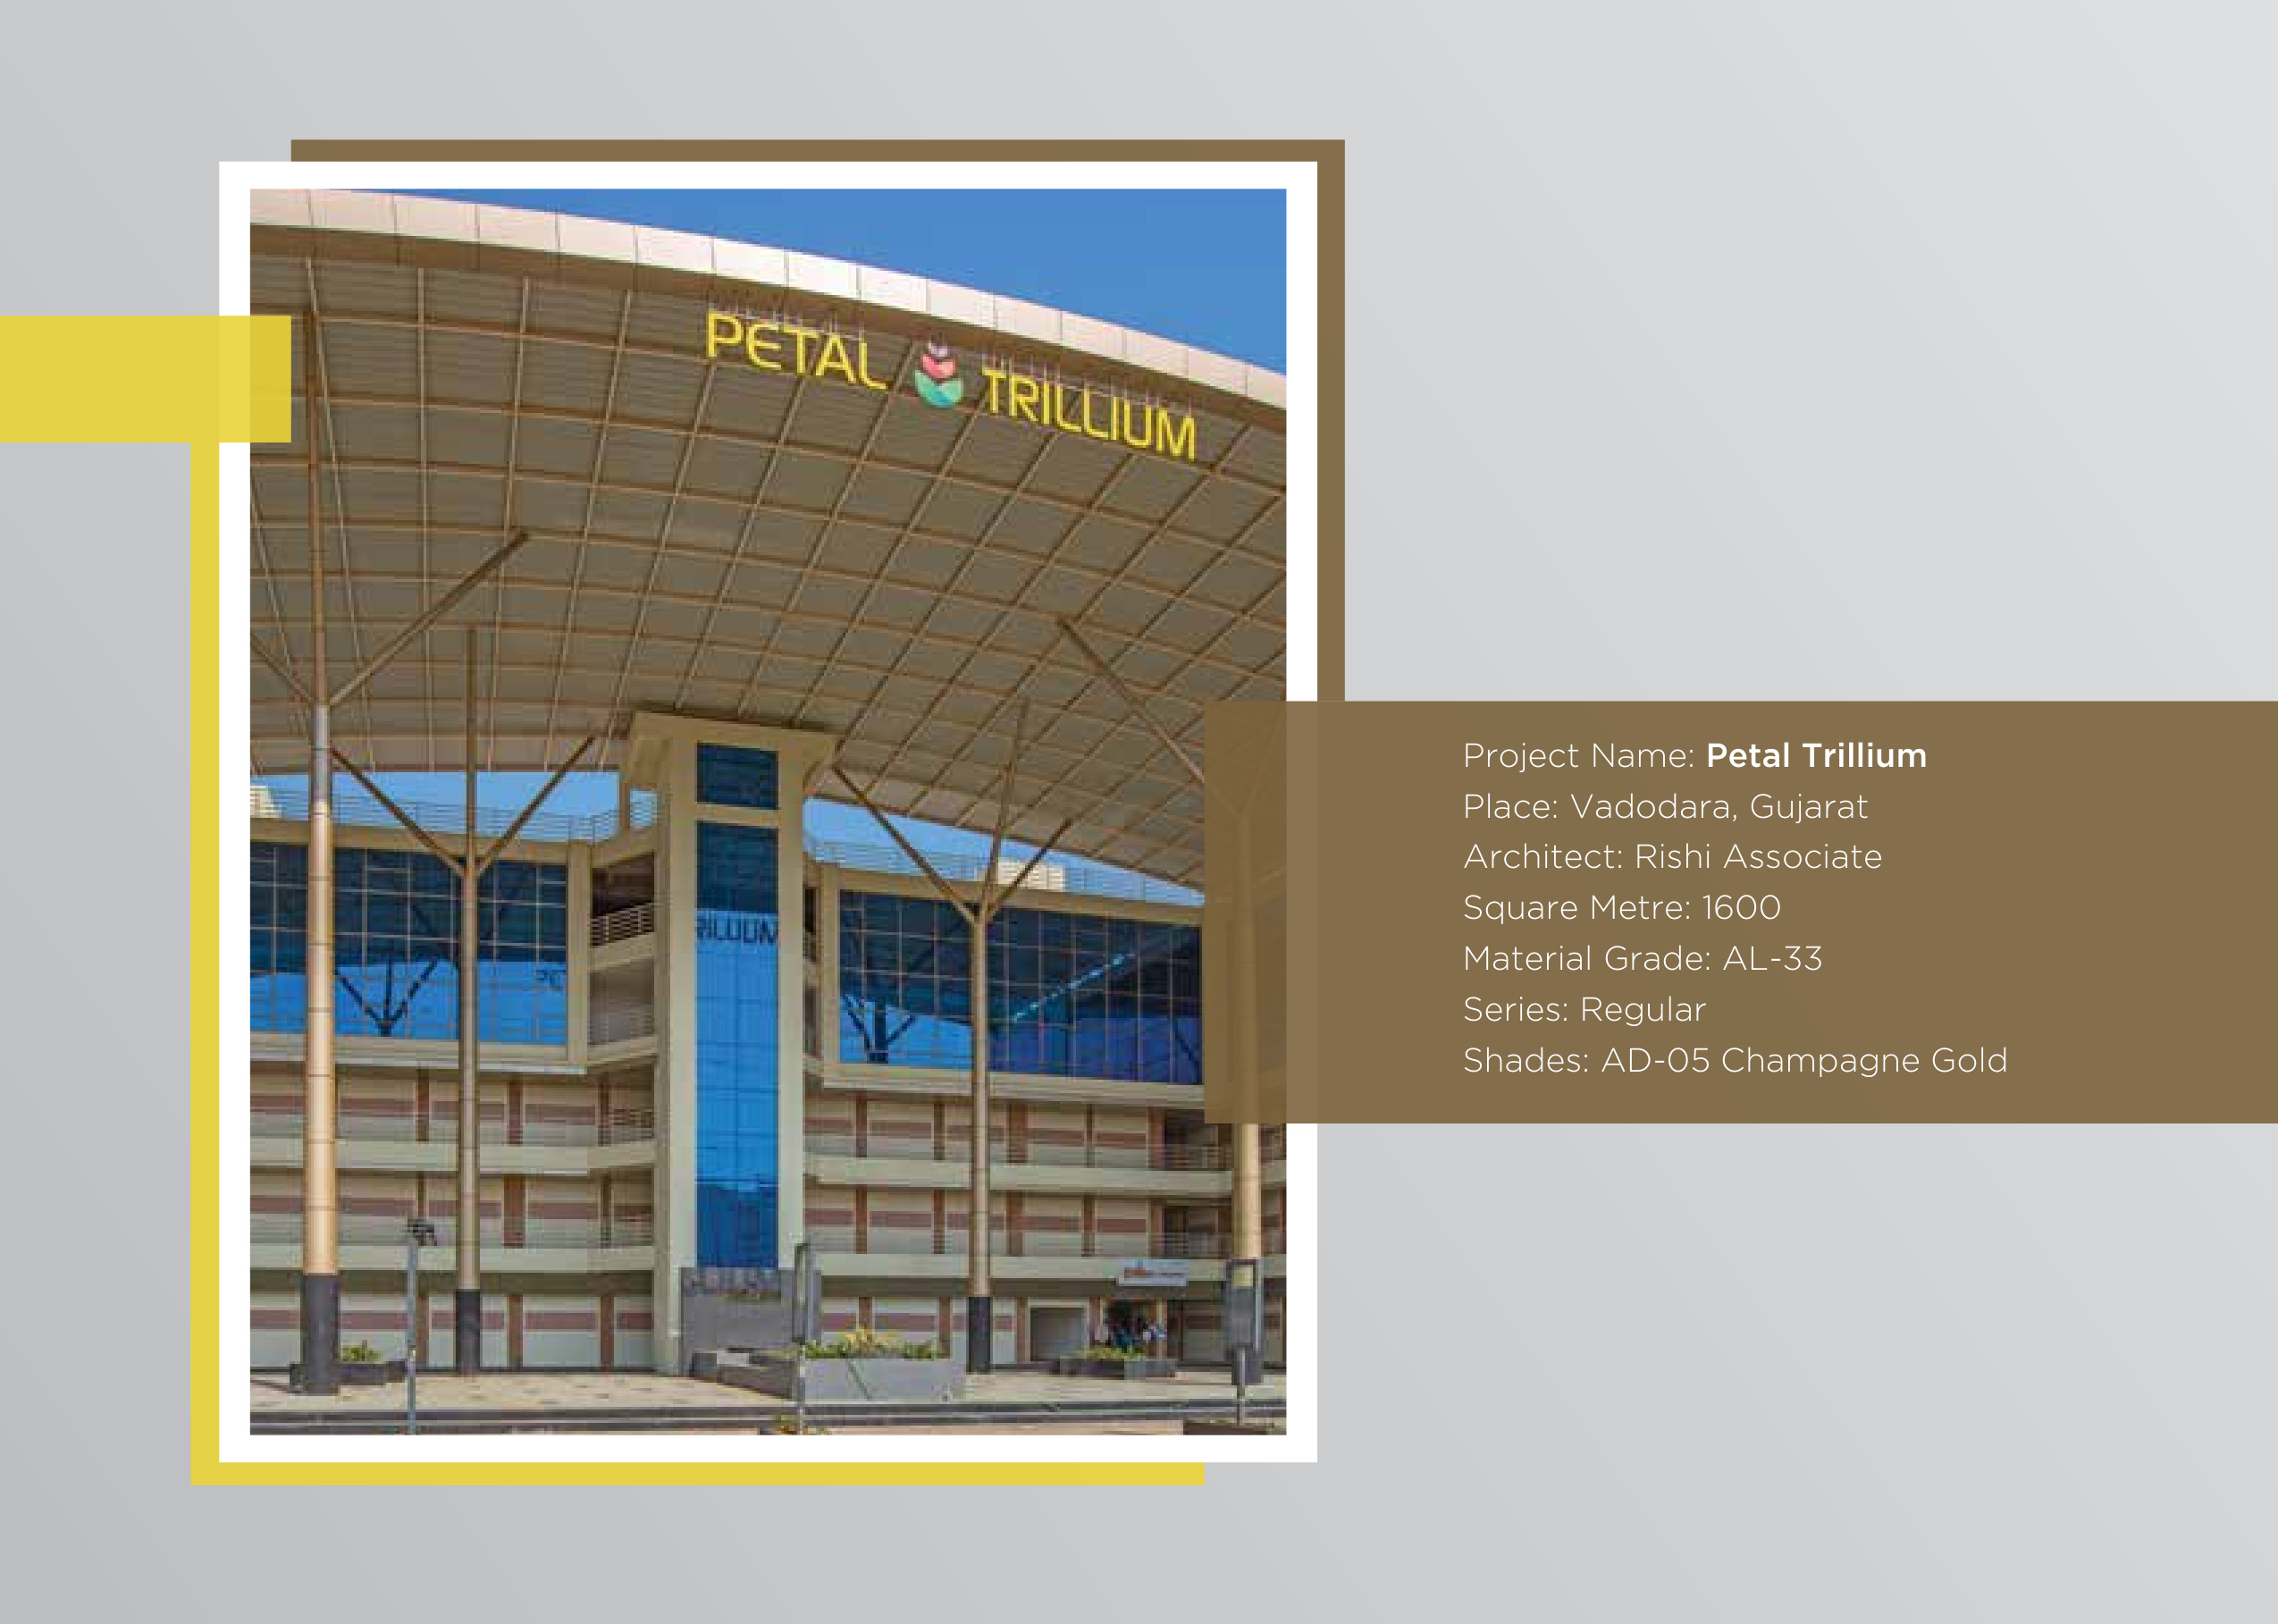 PETAL TRILLIUM
Project Name: Petal Trillium
Place: Vadodara, Gujarat
Architect: Rishi Associate
Square Metre: 1600
Material Grade: AL-33
Series: Regular
Shades: AD-05 Champagne Gold